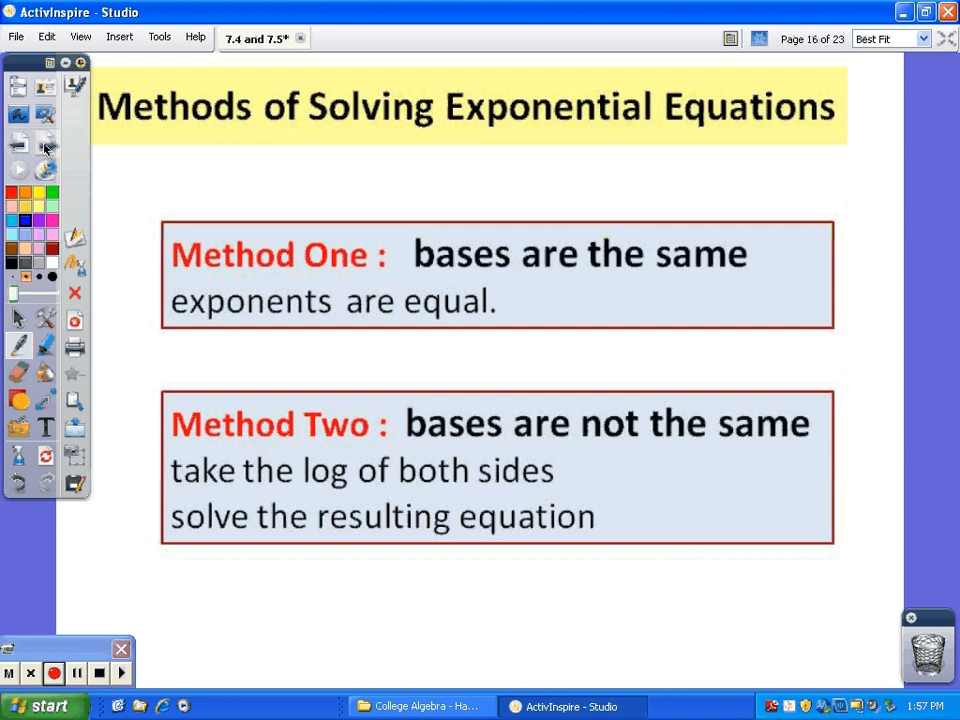 ActivInspire - Studio
File Edit View Insert Tools Help 7.4 and 7.5* Page 16 of 23 Best Fit
Methods of Solving Exponential Equations
Method One : bases are the same
exponents are equal.
Method Two : bases are not the same
take the log of both sides
solve the resulting equation
T
M
start College Algebra - Ha... ActivInspire - Studio 1:57 PM